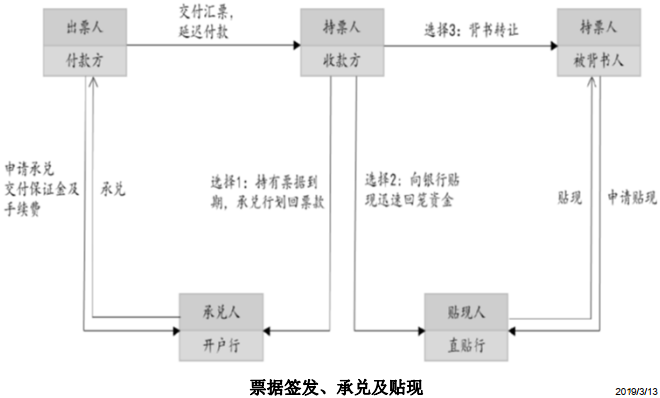 出票人
付款方
交付汇票，
延迟付款
持票人
收款方
选择3：背书转让
持票人
被背书人
申请承兑
交付保证金及
手续费
承兑
选择1：持有票据到
期，承兑行划回票款
选择2：向银行贴
现迅速回笼资金
贴现
申请贴现
承兑人
开户行
贴现人
直贴行
票据签发、承兑及贴现
2019/3/13